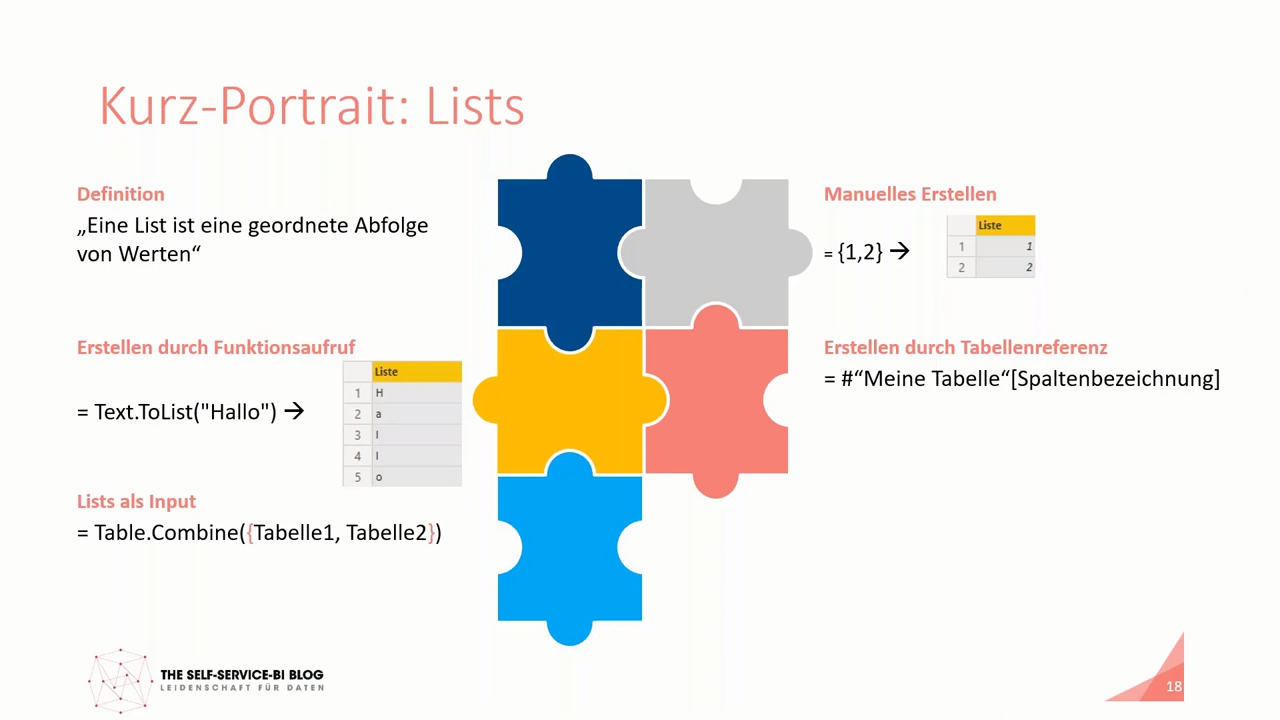 Kurz-Portrait: Lists
Definition
„Eine List ist eine geordnete Abfolge
von Werten“
Erstellen durch Funktionsaufruf
= Text.ToList("Hallo") →
Liste
1 H
2 a
3 l
4 l
5 o
Lists als Input
= Table.Combine({Tabelle1, Tabelle2})
Manuelles Erstellen
= {1,2} →
Liste
1 1
2 2
Erstellen durch Tabellenreferenz
= #“Meine Tabelle“[Spaltenbezeichnung]
THE SELF-SERVICE-BI BLOG
LEIDENSCHAFT FÜR DATEN
18